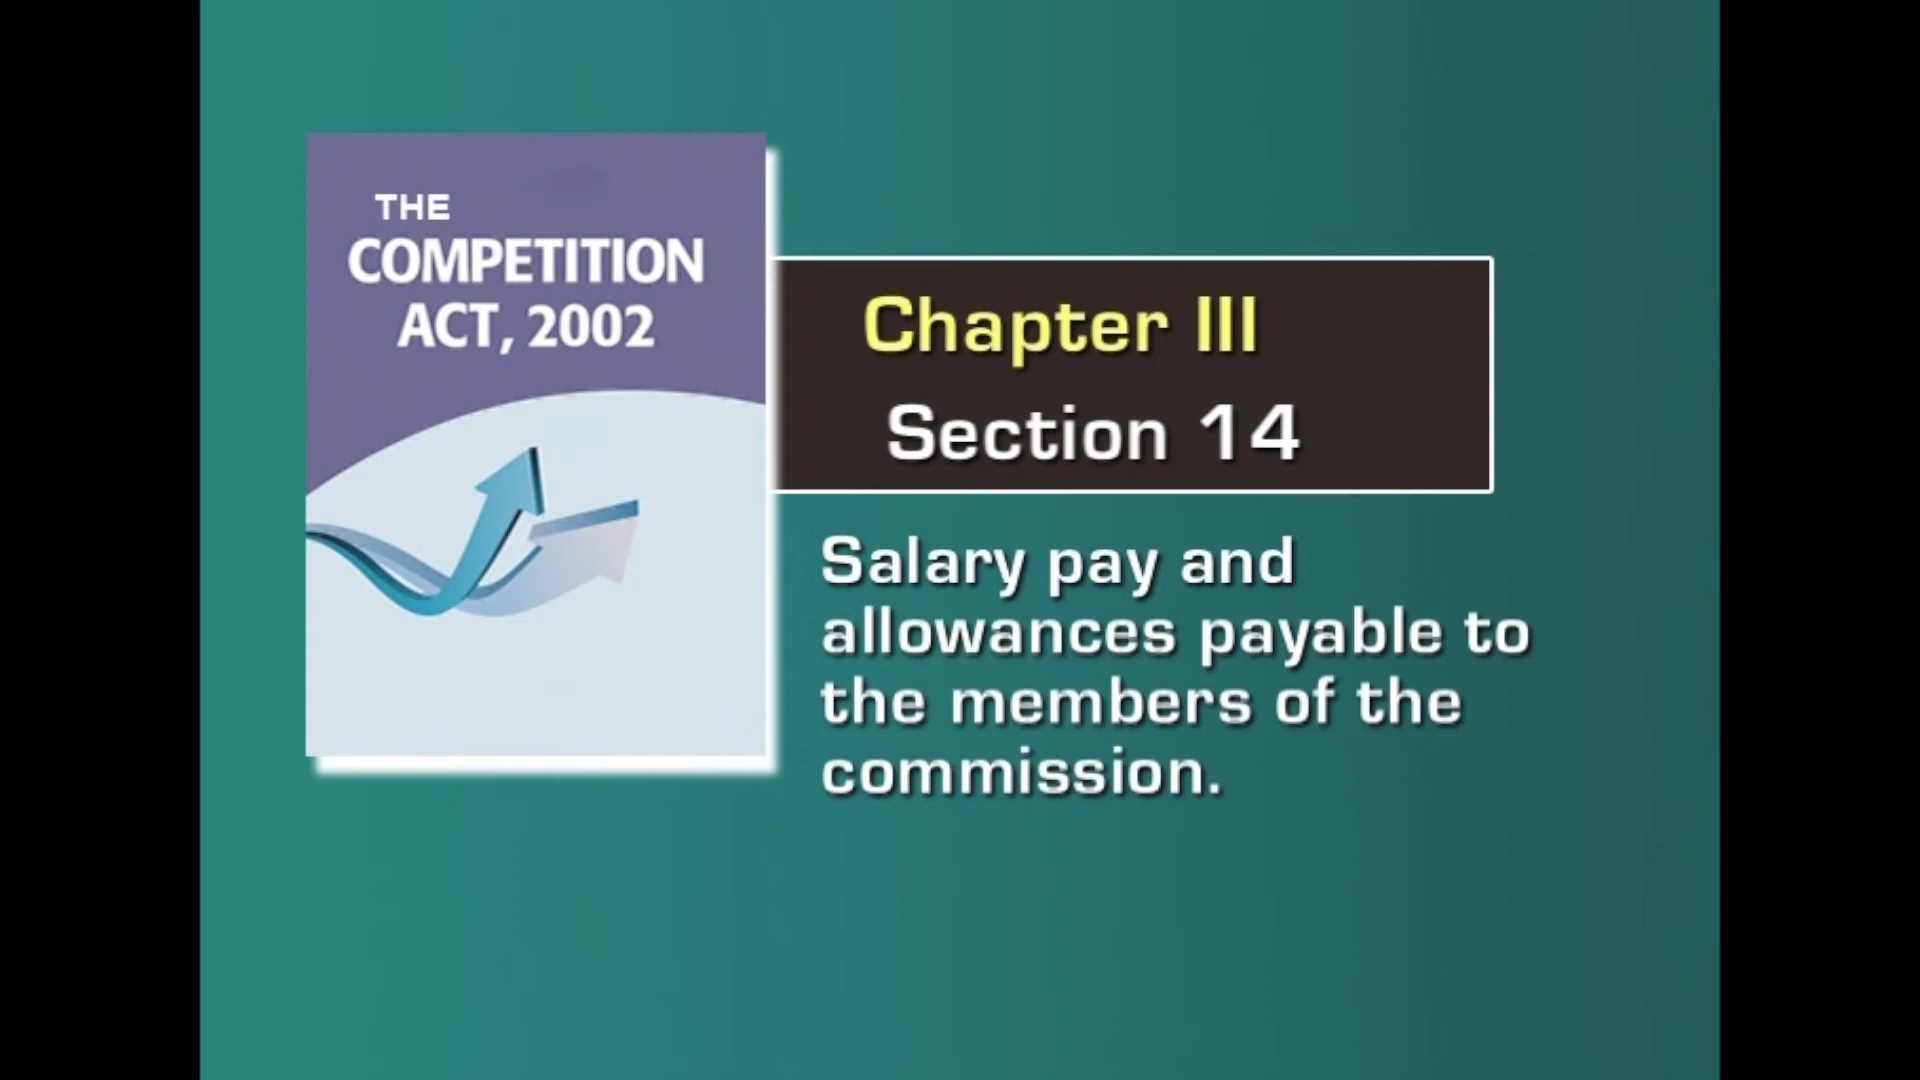 THE
COMPETITION
ACT, 2002
Chapter III
Section 14
Salary pay and
allowances payable to
the members of the
commission.